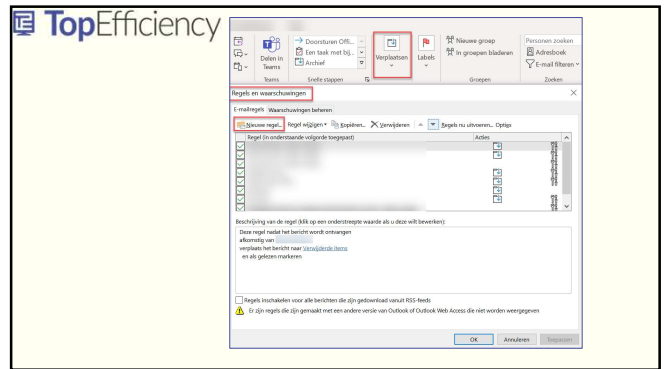 TopEfficiency
Doorsturen Offi...
Een taak met bij...
Archief
Delen in
Teams
Verplaatsen
Labels
Nieuwe groep
In groepen bladeren
Personen zoeken
Adresboek
E-mail filteren
Teams
Snelle stappen
Groepen
Zoeken
Regels en waarschuwingen
E-mailregels Waarschuwingen beheren
Nieuwe regel... Regel wijzigen Kopiëren... Verwijderen Regels nu uitvoeren... Opties
Regel (in onderstaande volgorde toegepast) Acties
Beschrijving van de regel (klik op een onderstreepte waarde als u deze wilt bewerken):
Deze regel nadat het bericht wordt ontvangen
afkomstig van
verplaats het bericht naar Verwijderde items
en als gelezen markeren
Regels inschakelen voor alle berichten die zijn gedownload vanuit RSS-feeds
Er zijn regels die zijn gemaakt met een andere versie van Outlook of Outlook Web Access die niet worden weergegeven
OK Annuleren Toepassen